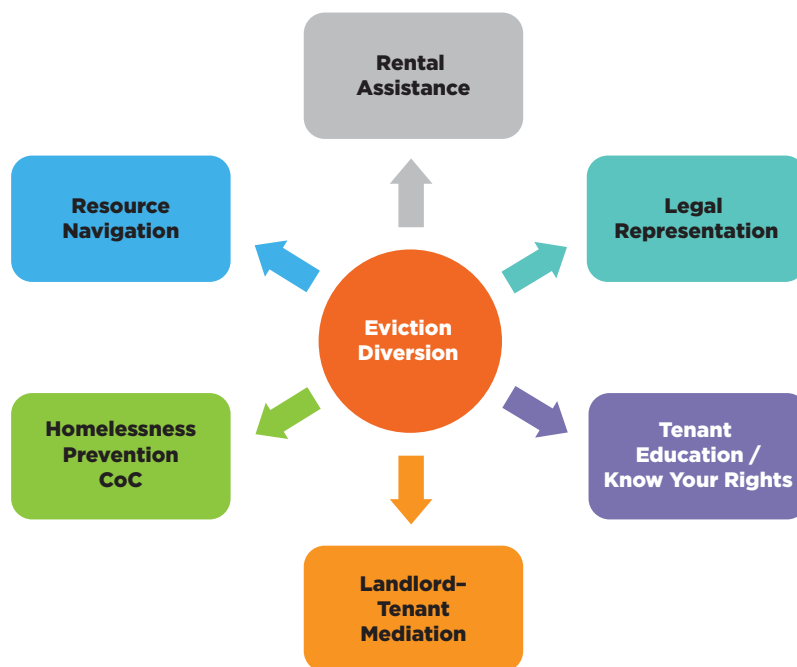 Rental
Assistance
Resource
Navigation
Legal
Representation
Eviction
Diversion
Homelessness
Prevention
CoC
Tenant
Education /
Know Your Rights
Landlord–
Tenant
Mediation